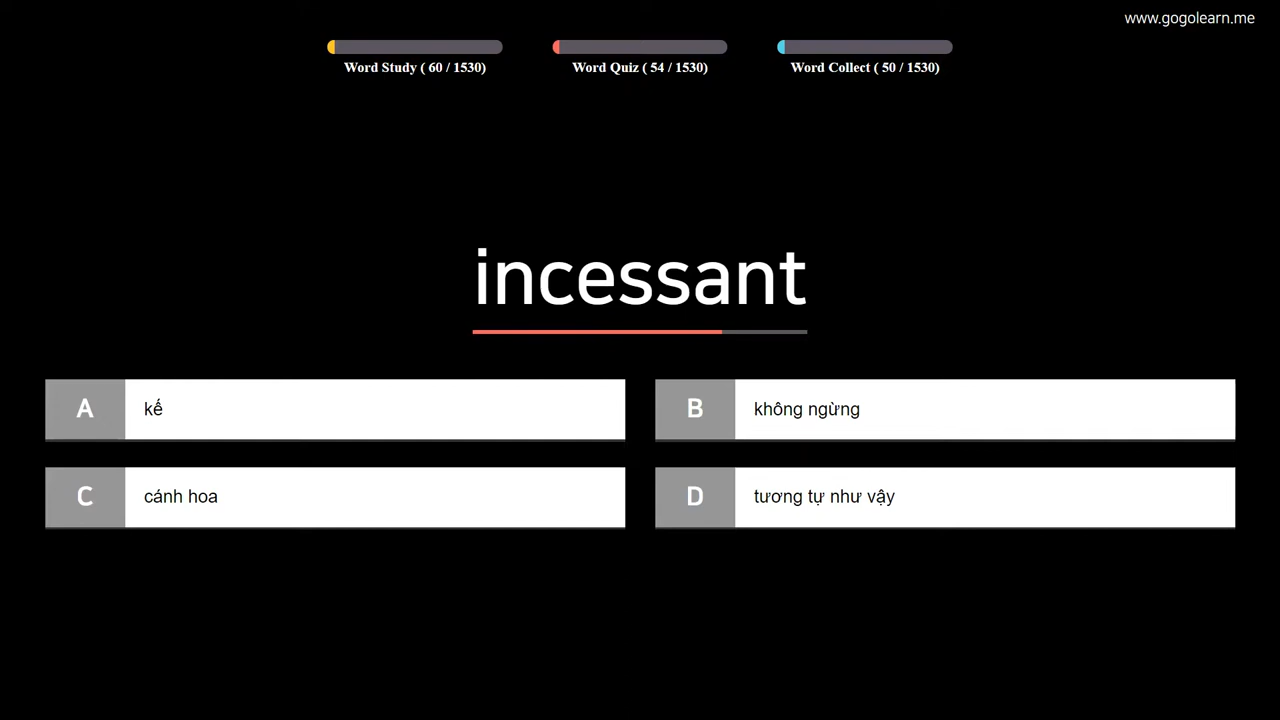 www.gogolearn.me
Word Study ( 60 / 1530)
Word Quiz ( 54 / 1530)
Word Collect ( 50 / 1530)
incessant
A kế
B không ngừng
C cánh hoa
D tương tự như vậy